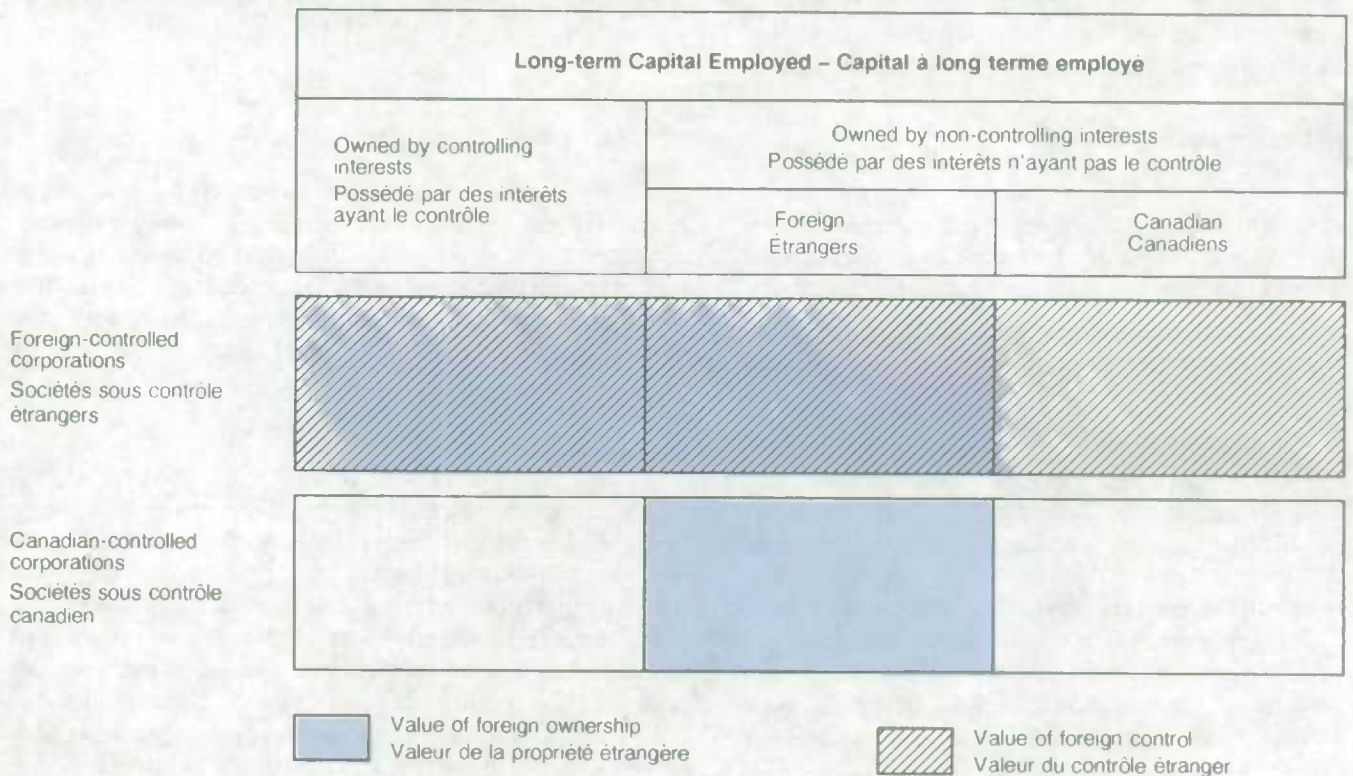 Long-term Capital Employed – Capital à long terme employé
Owned by controlling
interests
Possédé par des intérêts
ayant le contrôle
Owned by non-controlling interests
Possédé par des intérêts n'ayant pas le contrôle
Foreign
Étrangers
Canadian
Canadiens
Foreign-controlled
corporations
Sociétés sous contrôle
étrangers
Canadian-controlled
corporations
Sociétés sous contrôle
canadien
Value of foreign ownership
Valeur de la propriété étrangère
Value of foreign control
Valeur du contrôle étranger